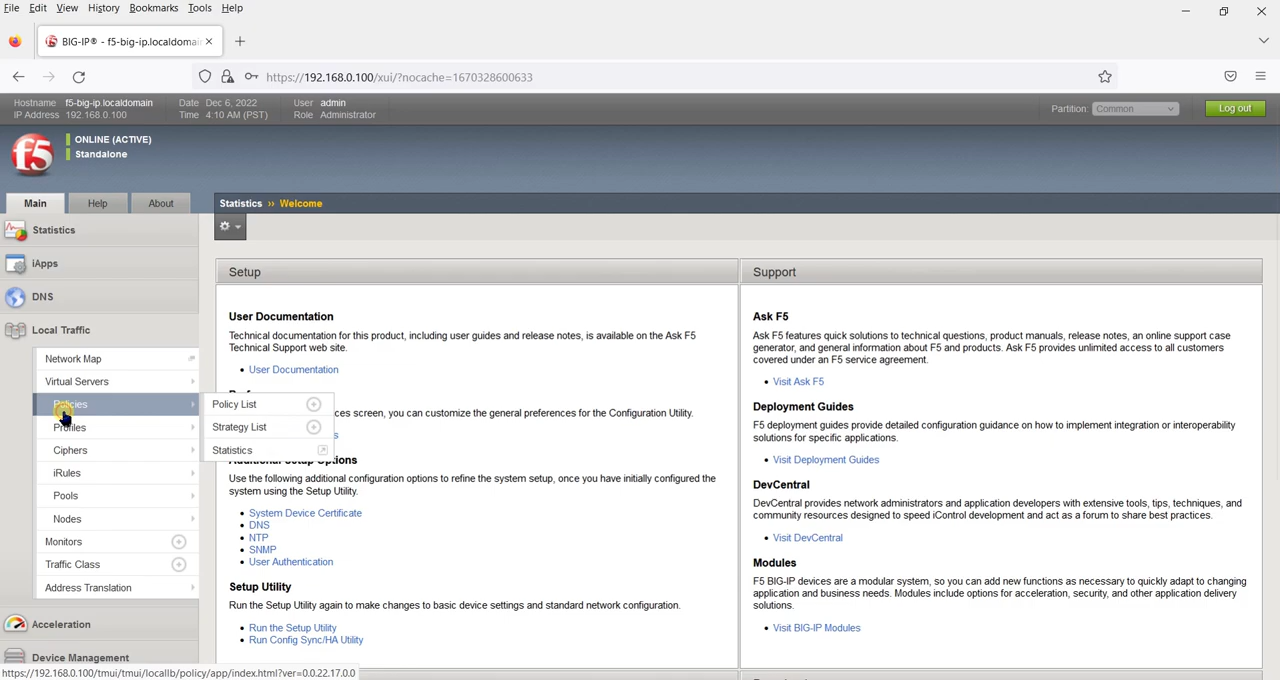 File Edit View History Bookmarks Tools Help
BIG-IP® - f5-big-ip.localdomai
https://192.168.0.100/xui/?nocache=1670328600633
Hostname f5-big-ip.localdomain Date Dec 6, 2022 User admin
IP Address 192.168.0.100 Time 4:10 AM (PST) Role Administrator
Partition: Common Log out
f5
ONLINE (ACTIVE)
Standalone
Main Help About
Statistics » Welcome
Statistics
iApps
DNS
Local Traffic
Network Map
Virtual Servers
Policies
Profiles
Ciphers
iRules
Pools
Nodes
Monitors
Traffic Class
Address Translation
Acceleration
Device Management
Policy List
Strategy List
Statistics
Setup
User Documentation
Technical documentation for this product, including user guides and release notes, is available on the Ask F5
Technical Support web site.
• User Documentation
ces screen, you can customize the general preferences for the Configuration Utility.
Additional Setup Options
Use the following additional configuration options to refine the system setup, once you have initially configured the
system using the Setup Utility.
• System Device Certificate
• DNS
• NTP
• SNMP
• User Authentication
Setup Utility
Run the Setup Utility again to make changes to basic device settings and standard network configuration.
• Run the Setup Utility
• Run Config Sync/HA Utility
Support
Ask F5
Ask F5 features quick solutions to technical questions, product manuals, release notes, an online support case
generator, and general information about F5 and products. Ask F5 provides unlimited access to all customers
covered under an F5 service agreement.
• Visit Ask F5
Deployment Guides
F5 deployment guides provide detailed configuration guidance on how to implement integration or interoperability
solutions for specific applications.
• Visit Deployment Guides
DevCentral
DevCentral provides network administrators and application developers with extensive tools, tips, techniques, and
community resources designed to speed iControl development and act as a forum to share best practices.
• Visit DevCentral
Modules
F5 BIG-IP devices are a modular system, so you can add new functions as necessary to quickly adapt to changing
application and business needs. Modules include options for acceleration, security, and other application delivery
solutions.
• Visit BIG-IP Modules
https://192.168.0.100/tmui/tmui/locallb/policy/app/index.html?ver=0.0.22.17.0.0